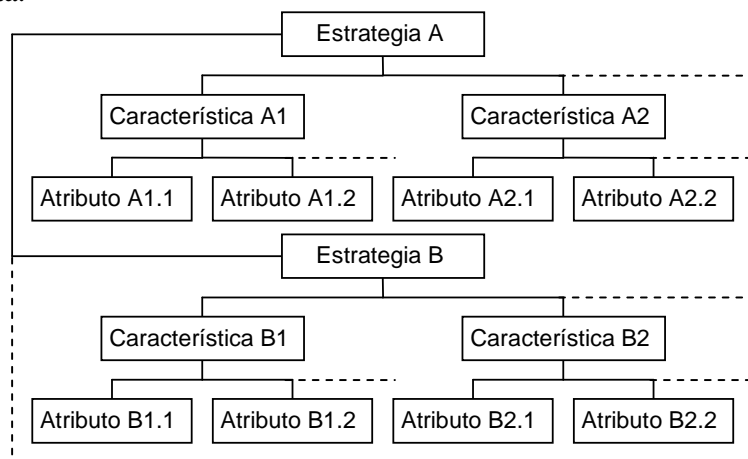 Estrategia A
Característica A1
Característica A2
Atributo A1.1
Atributo A1.2
Atributo A2.1
Atributo A2.2
Estrategia B
Característica B1
Característica B2
Atributo B1.1
Atributo B1.2
Atributo B2.1
Atributo B2.2